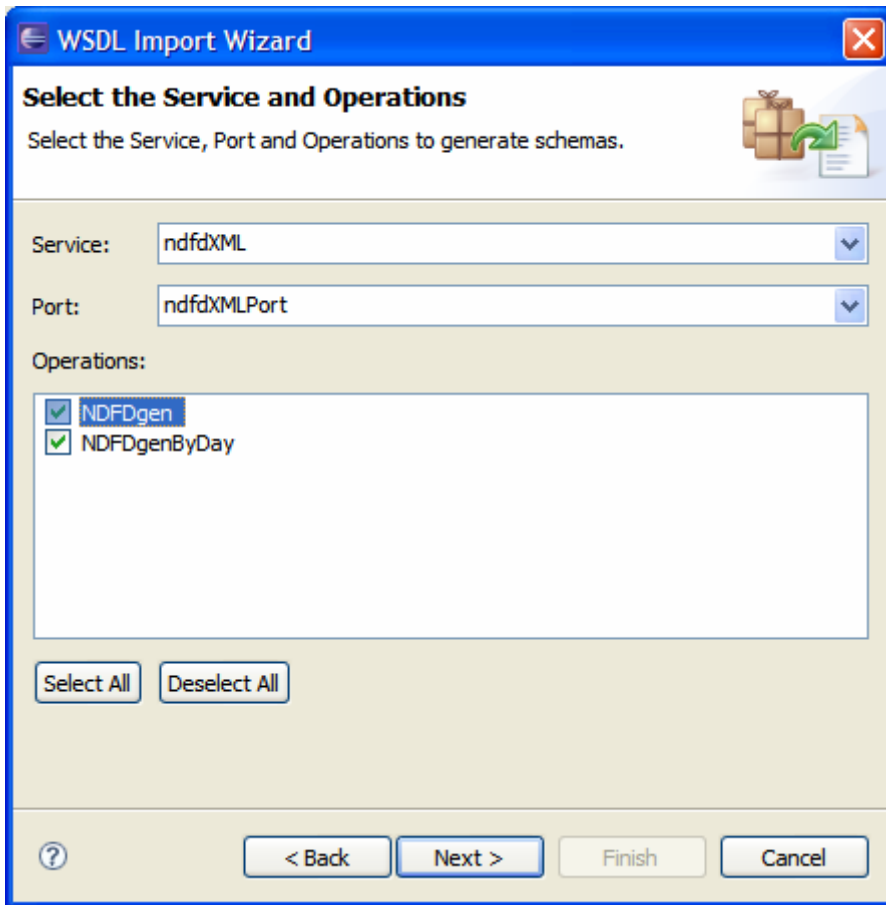 WSDL Import Wizard
Select the Service and Operations
Select the Service, Port and Operations to generate schemas.
Service: ndfdXML
Port: ndfdXMLPort
Operations:
NDFDgen
NDFDgenByDay
Select All Deselect All
? < Back Next > Finish Cancel